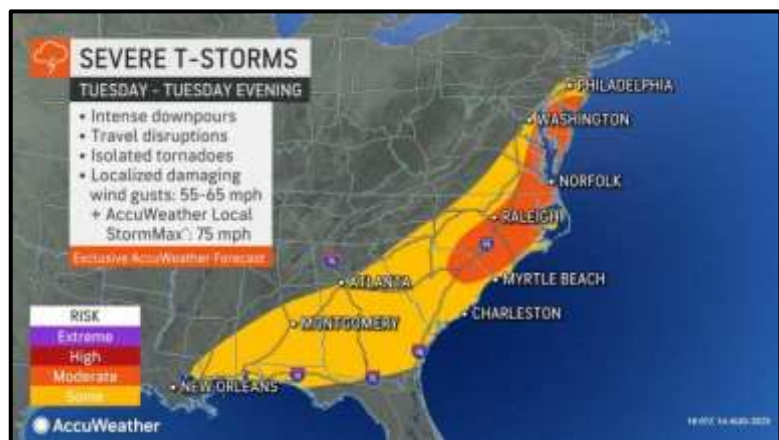 SEVERE T-STORMS
TUESDAY - TUESDAY EVENING
• Intense downpours
• Travel disruptions
• Isolated tornadoes
• Localized damaging
wind gusts: 55-65 mph
+ AccuWeather Local
StormMax^: 75 mph
Exclusive AccuWeather Forecast
PHILADELPHIA
WASHINGTON
NORFOLK
RALEIGH
ATLANTA
MYRTLE BEACH
CHARLESTON
MONTGOMERY
NEW ORLEANS
RISK
Extreme
High
Moderate
Some
AccuWeather